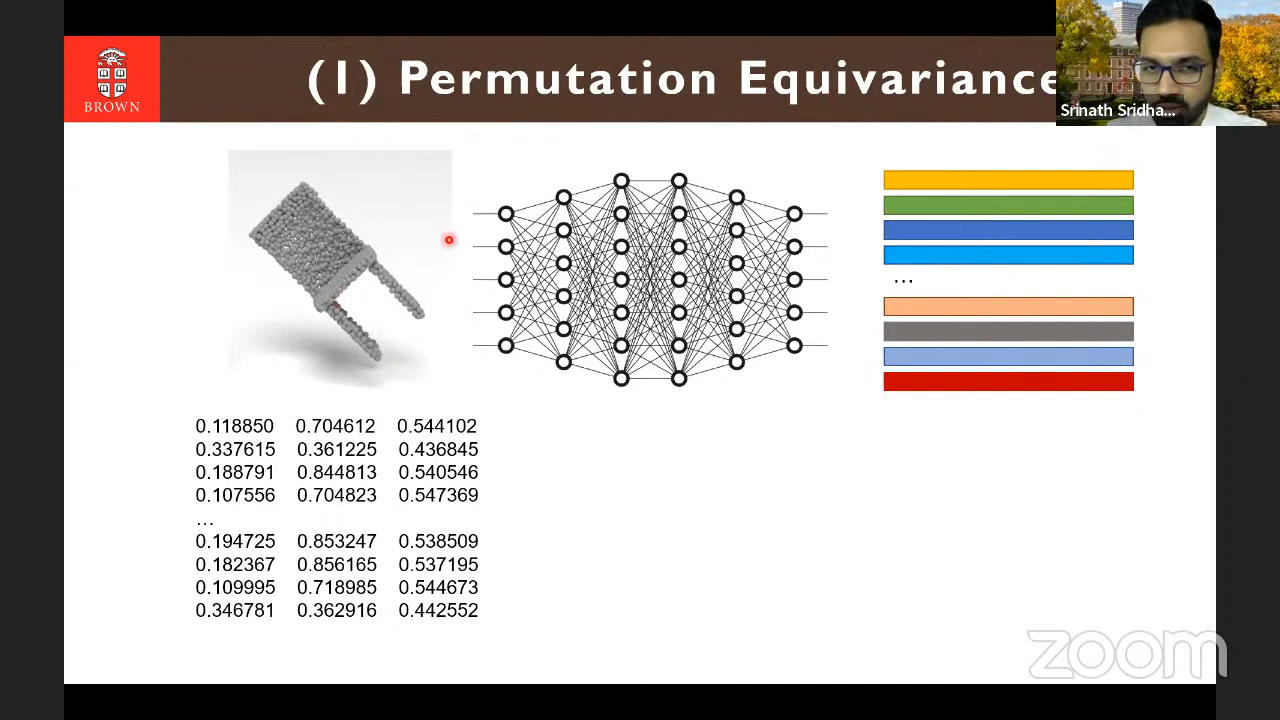 (1) Permutation Equivariance
BROWN
Srinath Sridha...
...
0.118850 0.704612 0.544102
0.337615 0.361225 0.436845
0.188791 0.844813 0.540546
0.107556 0.704823 0.547369
...
0.194725 0.853247 0.538509
0.182367 0.856165 0.537195
0.109995 0.718985 0.544673
0.346781 0.362916 0.442552
zoom